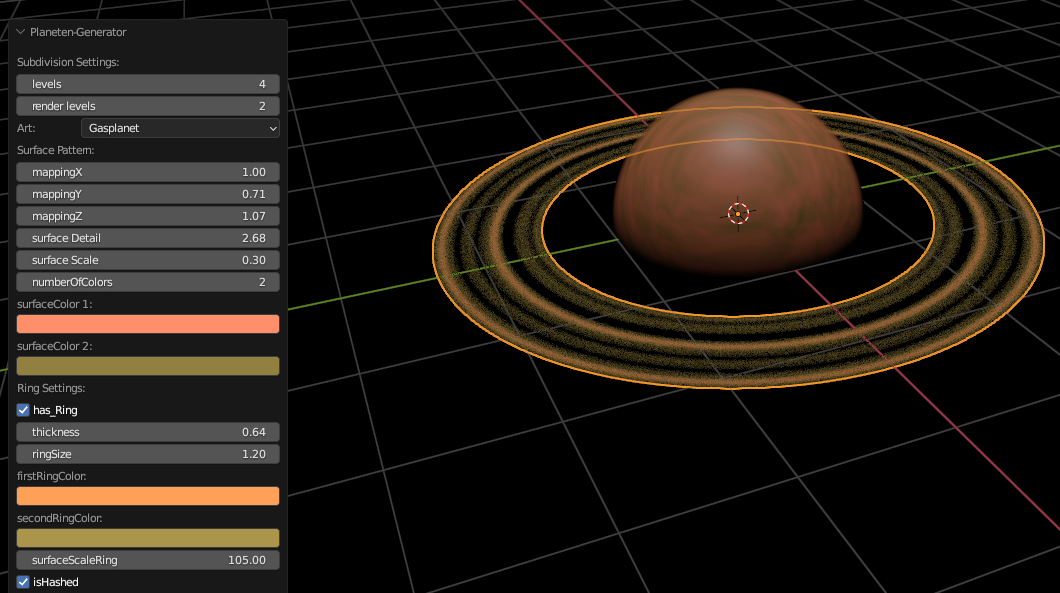 Planeten-Generator
Subdivision Settings:
levels 4
render levels 2
Art: Gasplanet
Surface Pattern:
mappingX 1.00
mappingY 0.71
mappingZ 1.07
surface Detail 2.68
surface Scale 0.30
numberOfColors 2
surfaceColor 1:
surfaceColor 2:
Ring Settings:
has_Ring
thickness 0.64
ringSize 1.20
firstRingColor:
secondRingColor:
surfaceScaleRing 105.00
isHashed